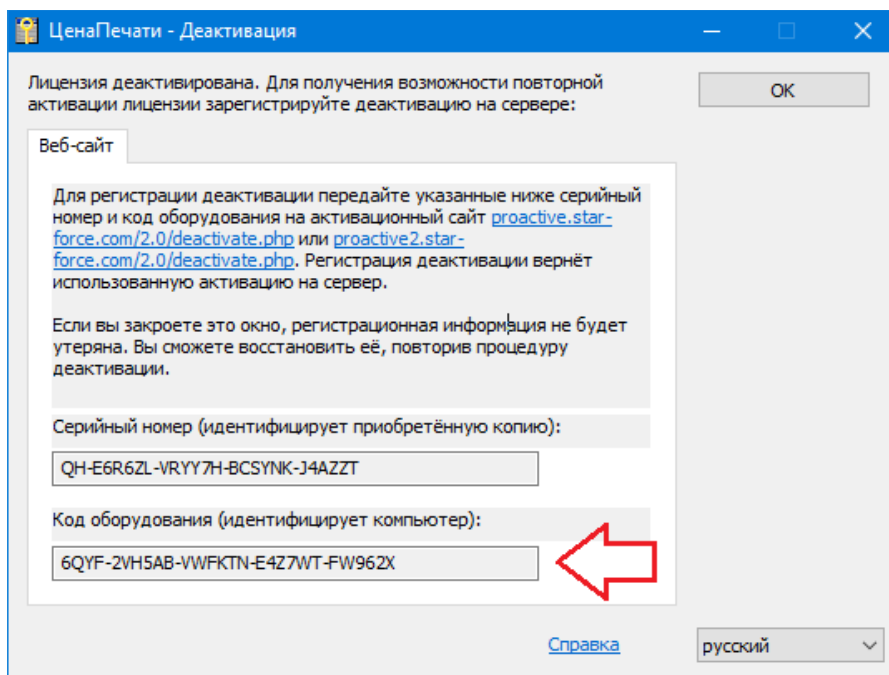 ЦенаПечати - Деактивация
Лицензия деактивирована. Для получения возможности повторной
активации лицензии зарегистрируйте деактивацию на сервере:
OK
Веб-сайт
Для регистрации деактивации передайте указанные ниже серийный
номер и код оборудования на активационный сайт proactive.star-
force.com/2.0/deactivate.php или proactive2.star-
force.com/2.0/deactivate.php. Регистрация деактивации вернёт
использованную активацию на сервер.
Если вы закроете это окно, регистрационная информация не будет
утеряна. Вы сможете восстановить её, повторив процедуру
деактивации.
Серийный номер (идентифицирует приобретённую копию):
QH-E6R6ZL-VRYY7H-BCSYNK-J4AZZT
Код оборудования (идентифицирует компьютер):
6QYF-2VH5AB-VWFKTN-E4Z7WT-FW962X
Справка
русский